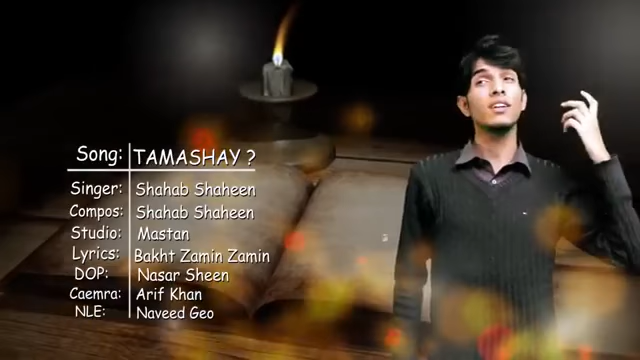 Song: TAMASHAY ?
Singer: Shahab Shaheen
Compos: Shahab Shaheen
Studio: Mastan
Lyrics: Bakht Zamin Zamin
DOP: Nasar Sheen
Caemra: Arif Khan
NLE: Naveed Geo